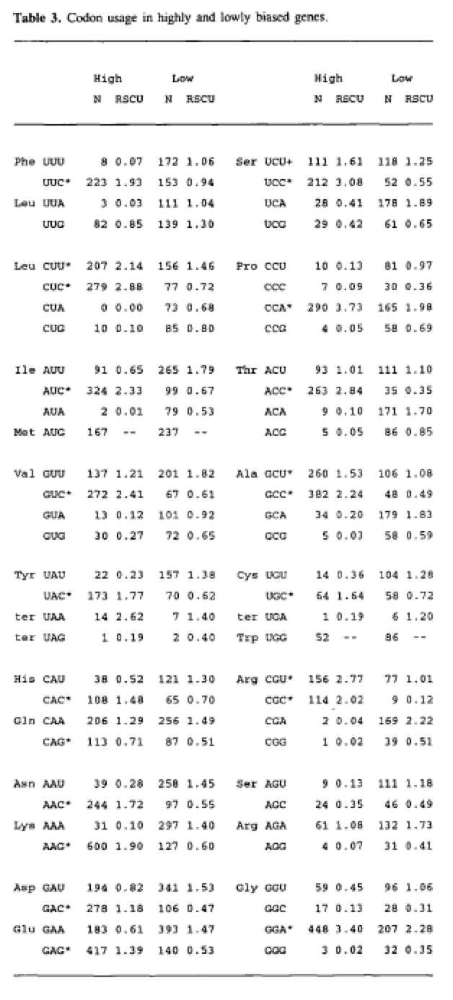 Table 3. Codon usage in highly and lowly biased genes.
High Low High Low
N RSCU N RSCU N RSCU N RSCU
Phe UUU 8 0.07 172 1.06 Ser UCU+ 111 1.61 118 1.25
UUC* 223 1.93 153 0.94 UCC* 212 3.08 52 0.55
Leu UUA 3 0.03 111 1.04 UCA 28 0.41 178 1.89
UUG 82 0.85 139 1.30 UCG 29 0.42 61 0.65
Leu CUU* 207 2.14 156 1.46 Pro CCU 10 0.13 81 0.97
CUC* 279 2.88 77 0.72 CCC 7 0.09 30 0.36
CUA 0 0.00 73 0.68 CCA* 290 3.73 165 1.98
CUG 10 0.10 85 0.80 CCG 4 0.05 58 0.69
Ile AUU 91 0.65 265 1.79 Thr ACU 93 1.01 111 1.10
AUC* 324 2.33 99 0.67 ACC* 263 2.84 35 0.35
AUA 2 0.01 79 0.53 ACA 9 0.10 171 1.70
Met AUG 167 -- 237 -- ACG 5 0.05 86 0.85
Val GUU 137 1.21 201 1.82 Ala GCU* 260 1.53 106 1.08
GUC* 272 2.41 67 0.61 GCC* 382 2.24 48 0.49
GUA 13 0.12 101 0.92 GCA 34 0.20 179 1.83
GUG 30 0.27 72 0.65 GCG 5 0.03 58 0.59
Tyr UAU 22 0.23 157 1.38 Cys UGU 14 0.36 104 1.28
UAC* 173 1.77 70 0.62 UGC* 64 1.64 58 0.72
ter UAA 14 2.62 7 1.40 ter UGA 1 0.19 6 1.20
ter UAG 1 0.19 2 0.40 Trp UGG 52 -- 86 --
His CAU 38 0.52 121 1.30 Arg CGU* 156 2.77 77 1.01
CAC* 108 1.48 65 0.70 CGC* 114 2.02 9 0.12
Gln CAA 206 1.29 256 1.49 CGA 2 0.04 169 2.22
CAG* 113 0.71 87 0.51 CGG 1 0.02 39 0.51
Asn AAU 39 0.28 258 1.45 Ser AGU 9 0.13 111 1.18
AAC* 244 1.72 97 0.55 AGC 24 0.35 46 0.49
Lys AAA 31 0.10 297 1.40 Arg AGA 61 1.08 132 1.73
AAG* 600 1.90 127 0.60 AGG 4 0.07 31 0.41
Asp GAU 194 0.82 341 1.53 Gly GGU 59 0.45 96 1.06
GAC* 278 1.18 106 0.47 GGC 17 0.13 28 0.31
Glu GAA 183 0.61 393 1.47 GGA* 448 3.40 207 2.28
GAG* 417 1.39 140 0.53 GGG 3 0.02 32 0.35